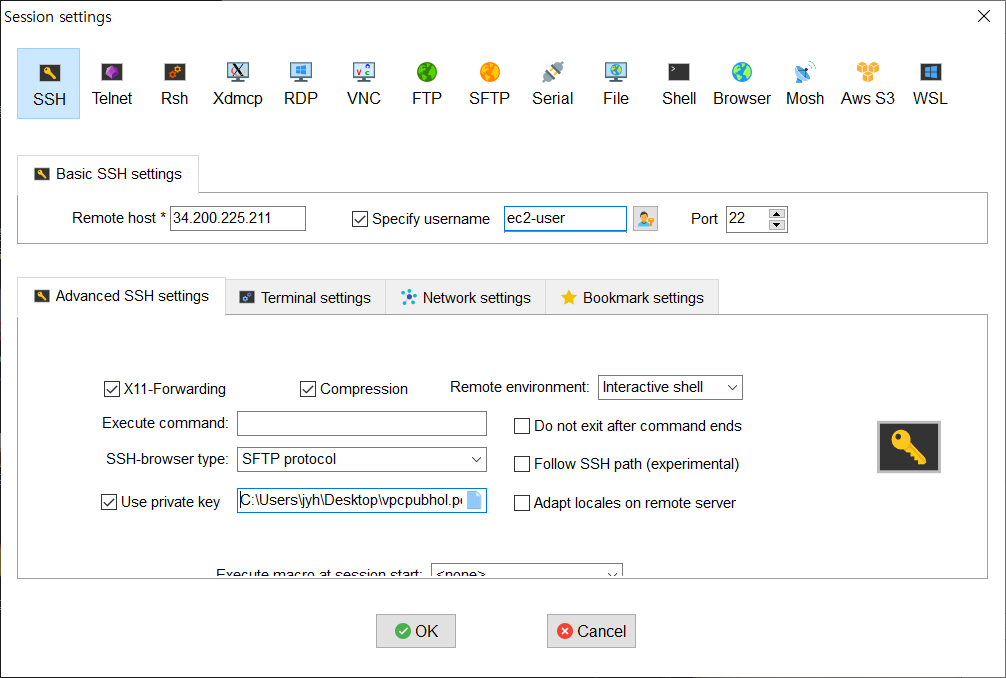 Session settings
SSH Telnet Rsh Xdmcp RDP VNC FTP SFTP Serial File Shell Browser Mosh Aws S3 WSL
Basic SSH settings
Remote host * 34.200.225.211 Specify username ec2-user Port 22
Advanced SSH settings Terminal settings Network settings Bookmark settings
X11-Forwarding Compression Remote environment: Interactive shell
Execute command: Do not exit after command ends
SSH-browser type: SFTP protocol Follow SSH path (experimental)
Use private key C:\Users\jyh\Desktop\vpcpubhol.pe Adapt locales on remote server
Execute macro at session start: <none>
OK Cancel